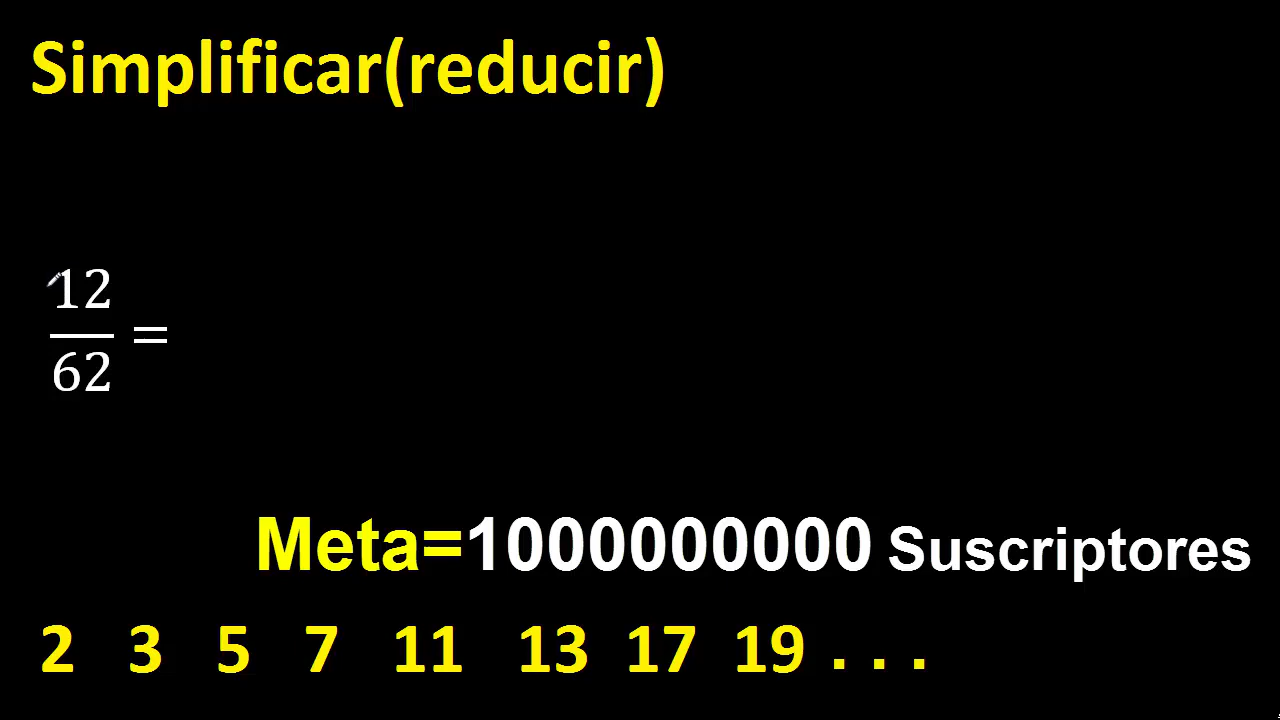 Simplificar(reducir)
12
62 =
Meta=1000000000 Suscriptores
2 3 5 7 11 13 17 19 . . .